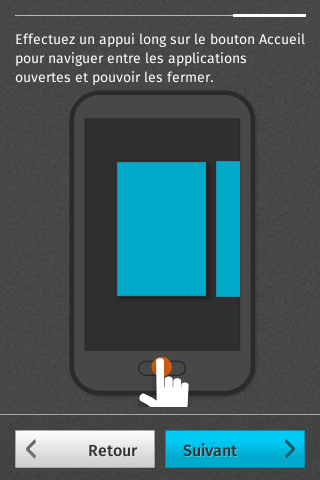 Effectuez un appui long sur le bouton Accueil
pour naviguer entre les applications
ouvertes et pouvoir les fermer.
Retour
Suivant